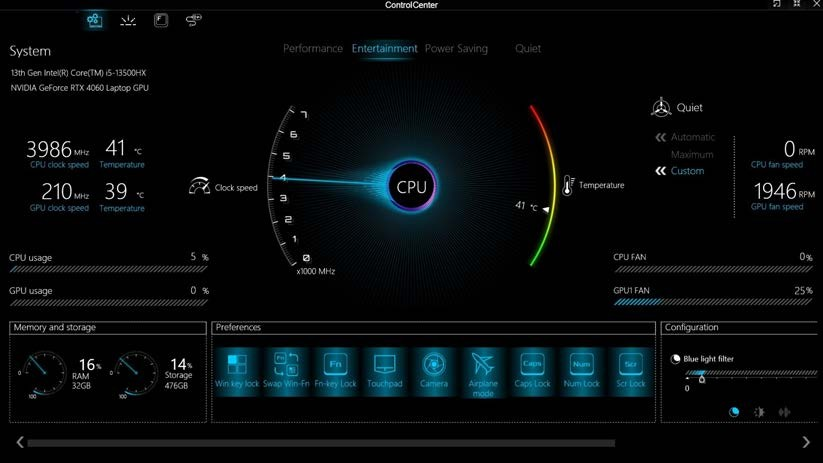 ControlCenter
F
System
Performance Entertainment Power Saving Quiet
13th Gen Intel(R) Core(TM) i5-13500HX
NVIDIA GeForce RTX 4060 Laptop GPU
3986 MHz 41 °C
CPU clock speed Temperature
210 MHz 39 °C
GPU clock speed Temperature
Clock speed
7
6
5
4
3
2
1
0
x1000 MHz
CPU
41 °C
Temperature
Quiet
Automatic
Maximum
Custom
0 RPM
CPU fan speed
1946 RPM
GPU fan speed
CPU usage 5 %
GPU usage 0 %
CPU FAN 0%
GPU1 FAN 25%
Memory and storage
0 100
16%
RAM
32GB
0 100
14%
Storage
476GB
Preferences
Win key lock
Fn
Swap Win-Fn
Fn
Fn-key Lock
Touchpad
Camera
Airplane mode
Caps
Caps Lock
Num
Num Lock
Scr
Scr Lock
Configuration
Blue light filter
0